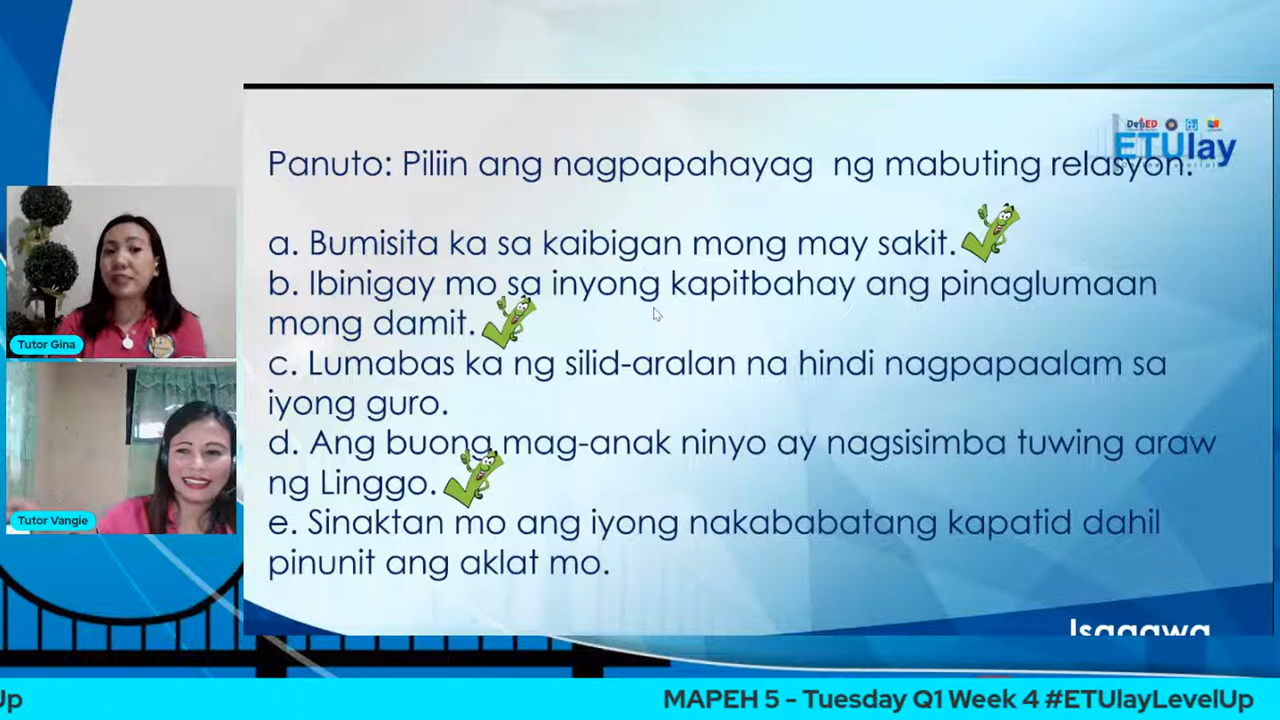 DepED
ETUlay
Panuto: Piliin ang nagpapahayag ng mabuting relasyon.
a. Bumisita ka sa kaibigan mong may sakit.
b. Ibinigay mo sa inyong kapitbahay ang pinaglumaan
mong damit.
c. Lumabas ka ng silid-aralan na hindi nagpapaalam sa
iyong guro.
d. Ang buong mag-anak ninyo ay nagsisimba tuwing araw
ng Linggo.
e. Sinaktan mo ang iyong nakababatang kapatid dahil
pinunit ang aklat mo.
Isagawa
Tutor Gina
Tutor Vangie
Up
MAPEH 5 - Tuesday Q1 Week 4 #ETUlayLevelUp